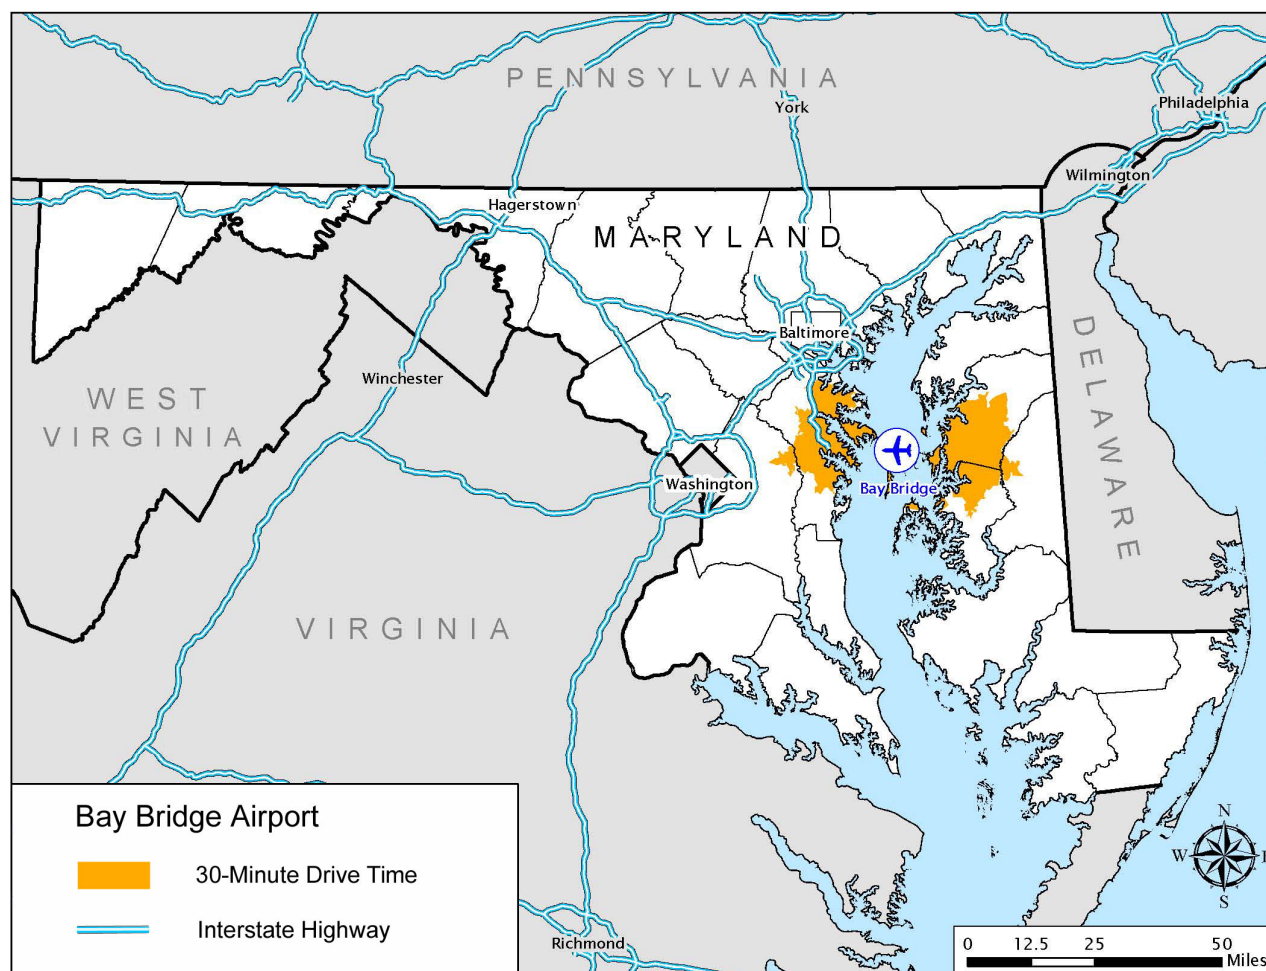 PENNSYLVANIA
York
Philadelphia
Wilmington
Hagerstown
MARYLAND
Baltimore
DELAWARE
Winchester
WEST
VIRGINIA
Washington
Bay Bridge
VIRGINIA
Bay Bridge Airport
30-Minute Drive Time
Interstate Highway
Richmond
N
W
E
S
0 12.5 25 50
Miles